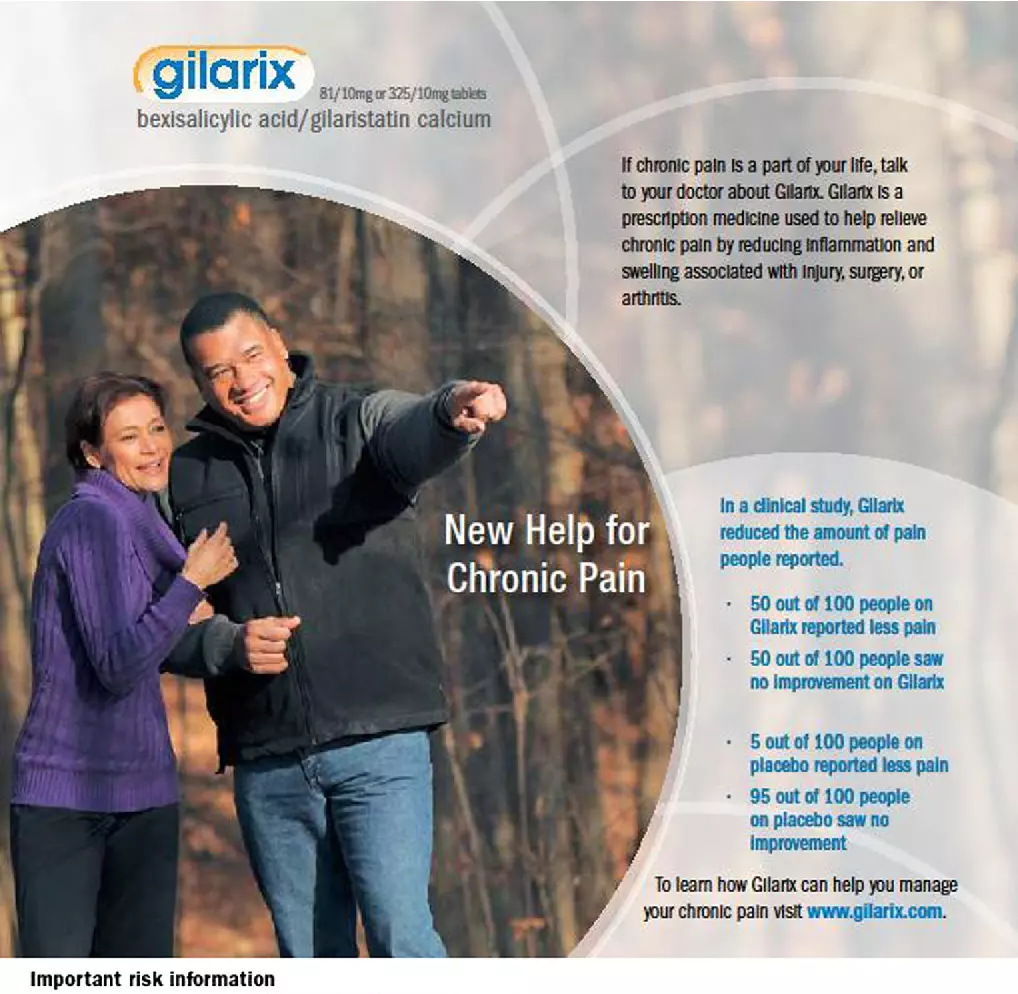 gilarix
81/10mg or 325/10mg tablets
bexisalicylic acid/gilaristatin calcium
If chronic pain is a part of your life, talk
to your doctor about Gilarix. Gilarix is a
prescription medicine used to help relieve
chronic pain by reducing inflammation and
swelling associated with injury, surgery, or
arthritis.
New Help for
Chronic Pain
In a clinical study, Gilarix
reduced the amount of pain
people reported.
· 50 out of 100 people on
Gilarix reported less pain
· 50 out of 100 people saw
no improvement on Gilarix
· 5 out of 100 people on
placebo reported less pain
· 95 out of 100 people
on placebo saw no
improvement
To learn how Gilarix can help you manage
your chronic pain visit www.gilarix.com.
Important risk information